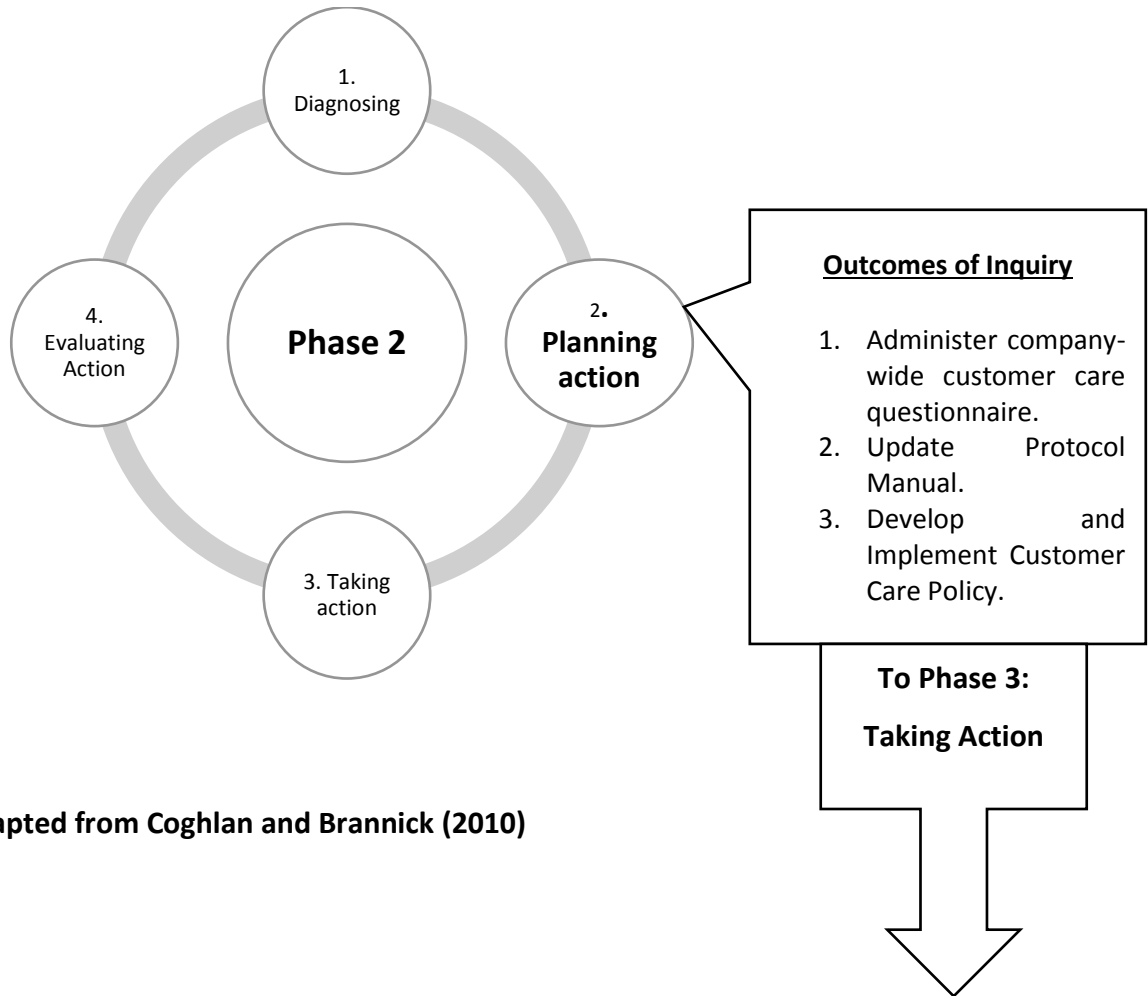 1.
Diagnosing
2.
Planning
action
3. Taking
action
4.
Evaluating
Action
Phase 2
Outcomes of Inquiry
1. Administer company-
wide customer care
questionnaire.
2. Update Protocol
Manual.
3. Develop and
Implement Customer
Care Policy.
To Phase 3:
Taking Action
apted from Coghlan and Brannick (2010)